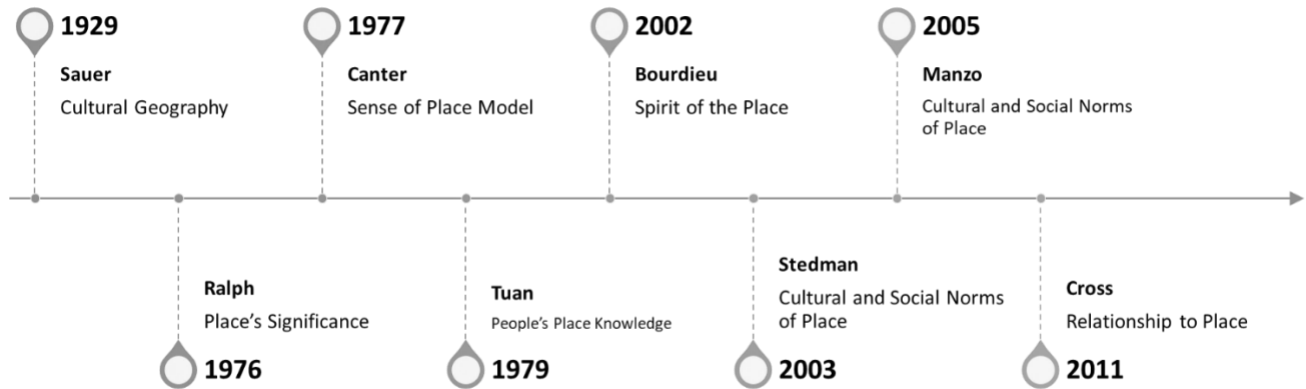 1929
Sauer
Cultural Geography
1977
Canter
Sense of Place Model
2002
Bourdieu
Spirit of the Place
2005
Manzo
Cultural and Social Norms
of Place
Ralph
Place's Significance
1976
Tuan
People's Place Knowledge
1979
Stedman
Cultural and Social Norms
of Place
2003
Cross
Relationship to Place
2011